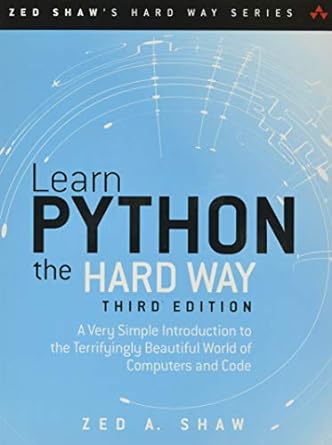 ZED SHAW'S HARD WAY SERIES
Learn
PYTHON
the HARD WAY
THIRD EDITION
A Very Simple Introduction to
the Terrifyingly Beautiful World of
Computers and Code
ZED A. SHAW